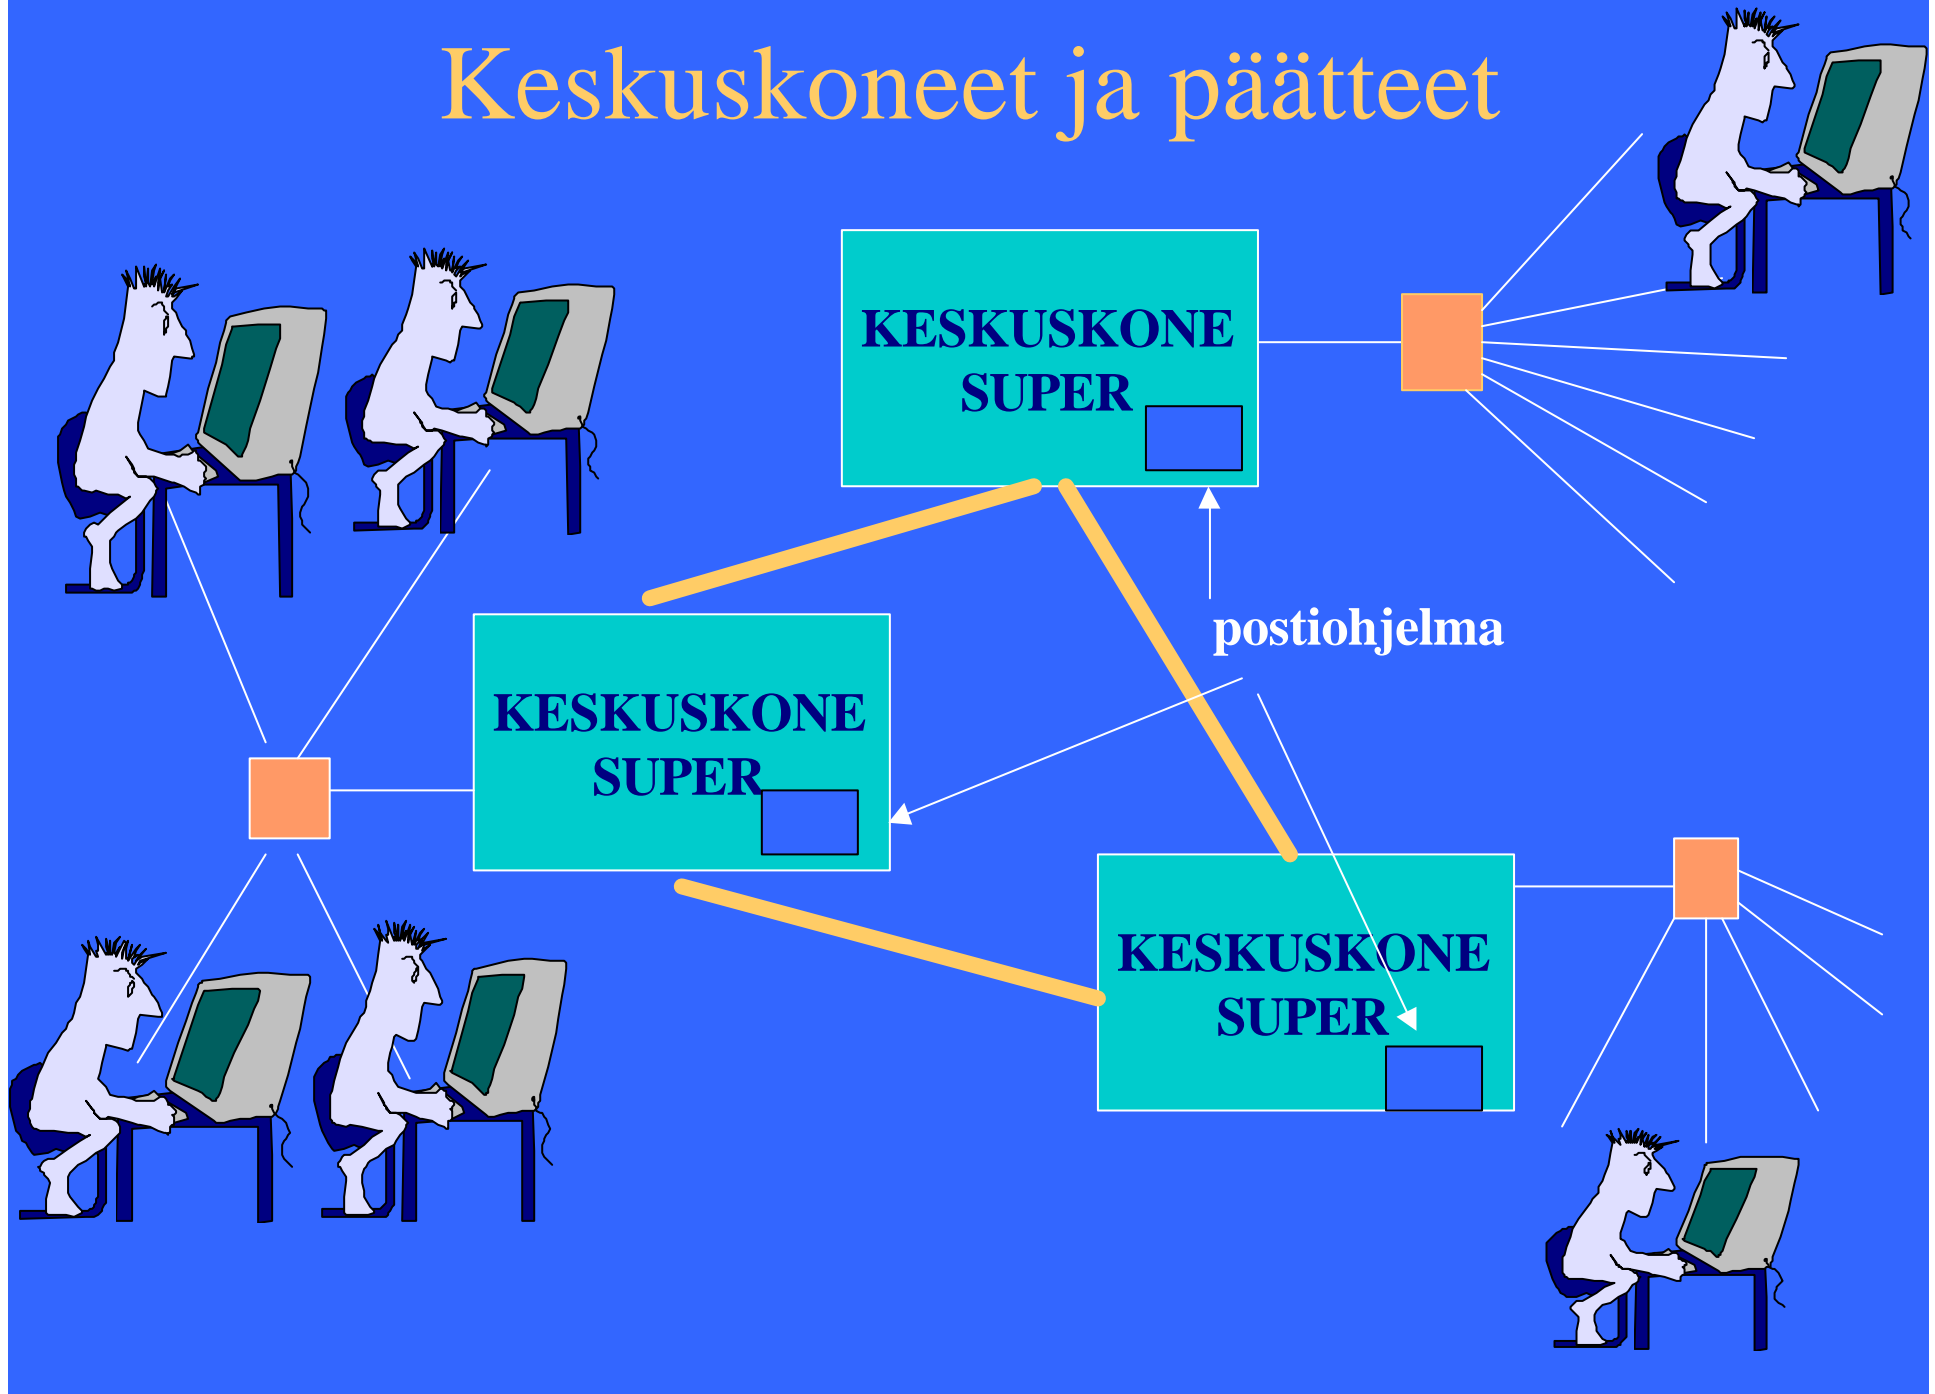 Keskuskoneet ja päätteet
KESKUSKONE
SUPER
postiohjelma
KESKUSKONE
SUPER
KESKUSKONE
SUPER